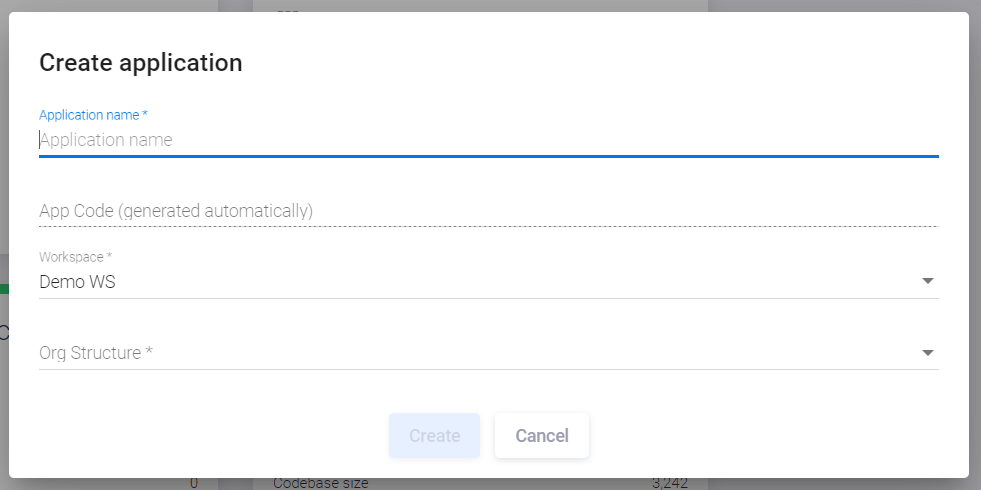 Create application
Application name *
Application name
App Code (generated automatically)
Workspace *
Demo WS
Org Structure *
Create
Cancel
0
Codebase size
3,242